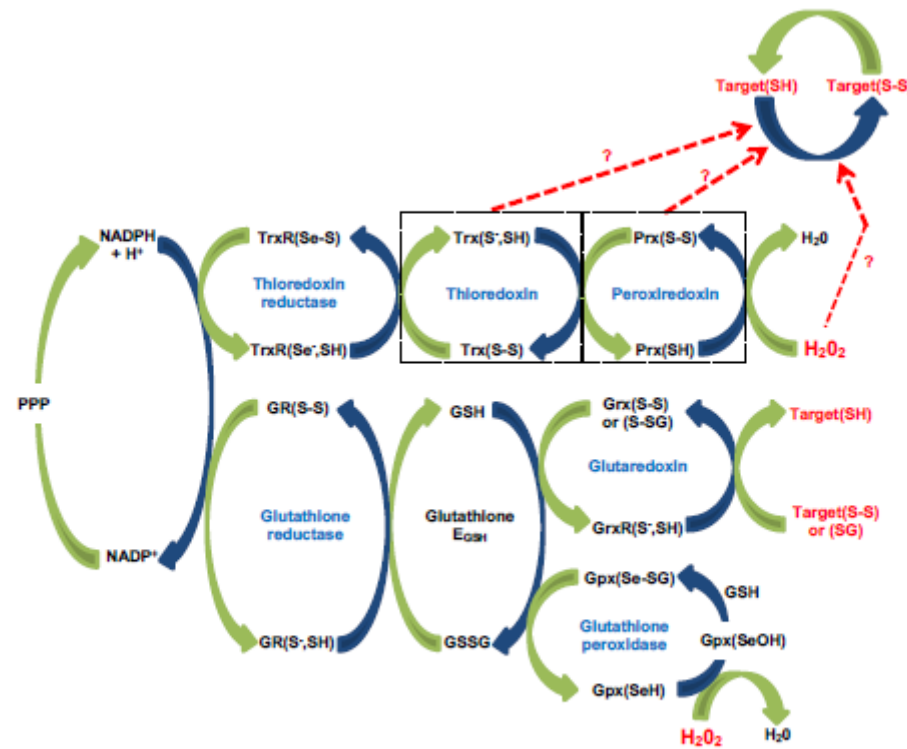 Target(SH) Target(S-S
?
?
?
NADPH
+ H⁺
TrxR(Se-S)
Trx(S⁻,SH)
Prx(S-S)
H₂0
Thioredoxin
reductase
Thioredoxin
Peroxiredoxin
TrxR(Se⁻,SH)
Trx(S-S)
Prx(SH)
H₂0₂
PPP
GR(S-S)
GSH
Grx(S-S)
or (S-SG)
Target(SH)
Glutaredoxin
Glutathione
reductase
Glutathione
E_GSH
GrxR(S⁻,SH)
Target(S-S)
or (SG)
NADP⁺
Gpx(Se-SG)
GSH
Glutathione
peroxidase
Gpx(SeOH)
GR(S⁻,SH)
GSSG
Gpx(SeH)
H₂0₂
H₂0